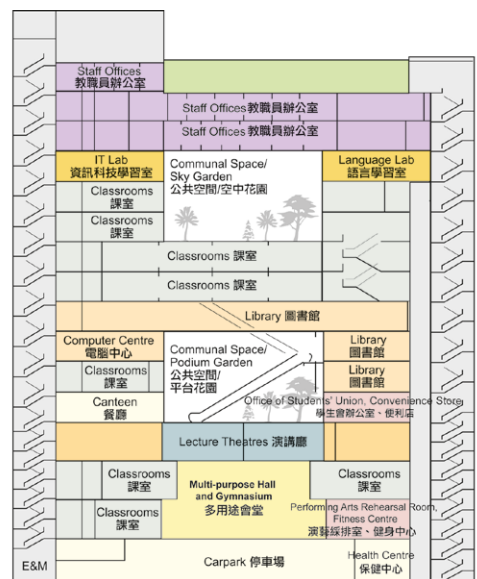 Staff Offices
教職員辦公室
Staff Offices 教職員辦公室
Staff Offices 教職員辦公室
IT Lab
資訊科技學習室
Communal Space/
Sky Garden
公共空間/空中花園
Language Lab
語言學習室
Classrooms
課室
Classrooms
課室
Classrooms 課室
Classrooms 課室
Library 圖書館
Computer Centre
電腦中心
Communal Space/
Podium Garden
公共空間/
平台花園
Library
圖書館
Classrooms
課室
Library
圖書館
Canteen
餐廳
Office of Students' Union, Convenience Store
學生會辦公室、便利店
Lecture Theatres 演講廳
Classrooms
課室
Multi-purpose Hall
and Gymnasium
多用途會堂
Classrooms
課室
Classrooms
課室
Performing Arts Rehearsal Room,
Fitness Centre
演藝綵排室、健身中心
E&M
Carpark 停車場
Health Centre
保健中心